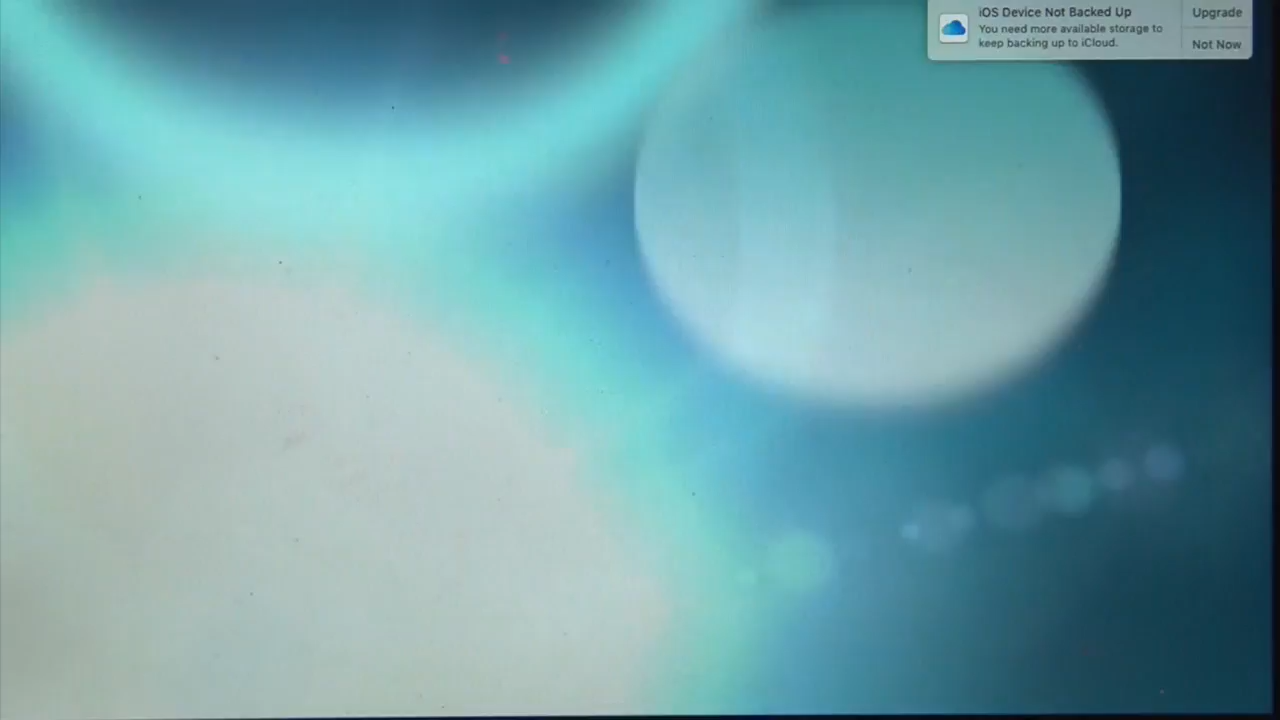 iOS Device Not Backed Up
You need more available storage to
keep backing up to iCloud.
Upgrade
Not Now